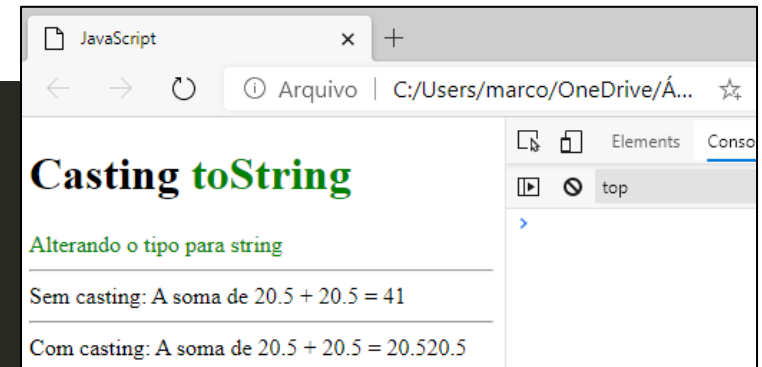 JavaScript
Arquivo | C:/Users/marco/OneDrive/Á...
Elements Conso
top
Casting toString
Alterando o tipo para string
Sem casting: A soma de 20.5 + 20.5 = 41
Com casting: A soma de 20.5 + 20.5 = 20.520.5